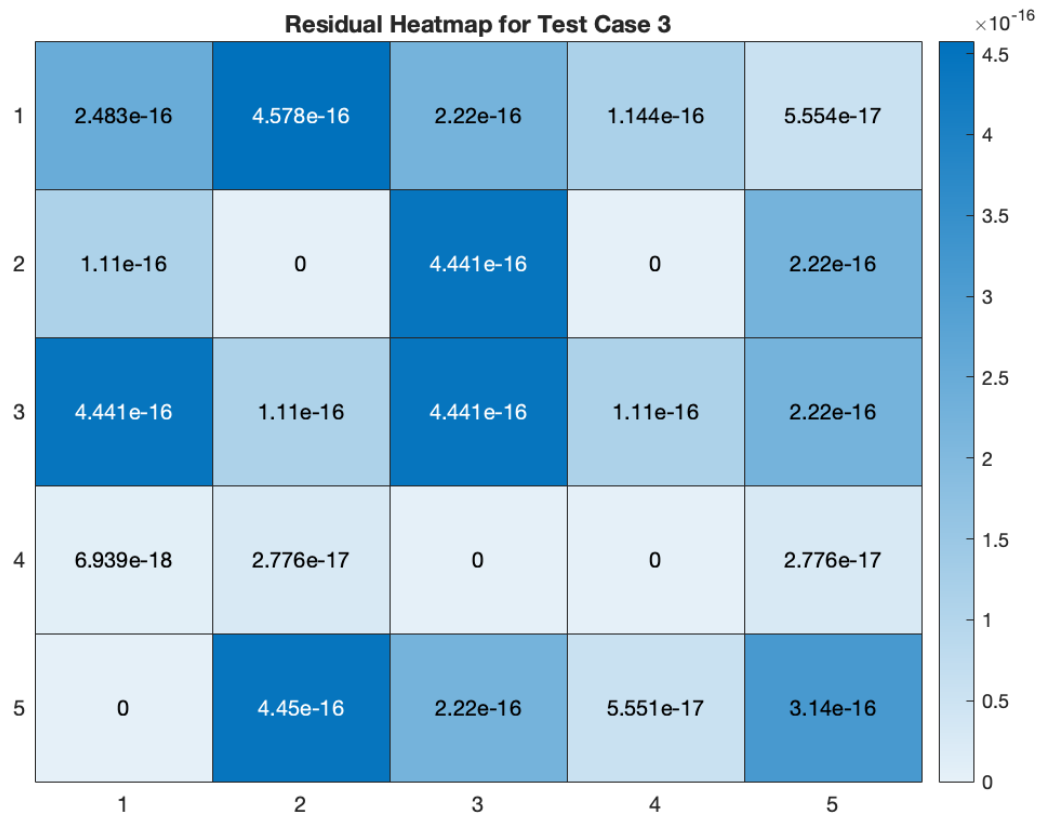 Residual Heatmap for Test Case 3
×10-16
1 2.483e-16 4.578e-16 2.22e-16 1.144e-16 5.554e-17
2 1.11e-16 0 4.441e-16 0 2.22e-16
3 4.441e-16 1.11e-16 4.441e-16 1.11e-16 2.22e-16
4 6.939e-18 2.776e-17 0 0 2.776e-17
5 0 4.45e-16 2.22e-16 5.551e-17 3.14e-16
1 2 3 4 5
4.5
4
3.5
3
2.5
2
1.5
1
0.5
0